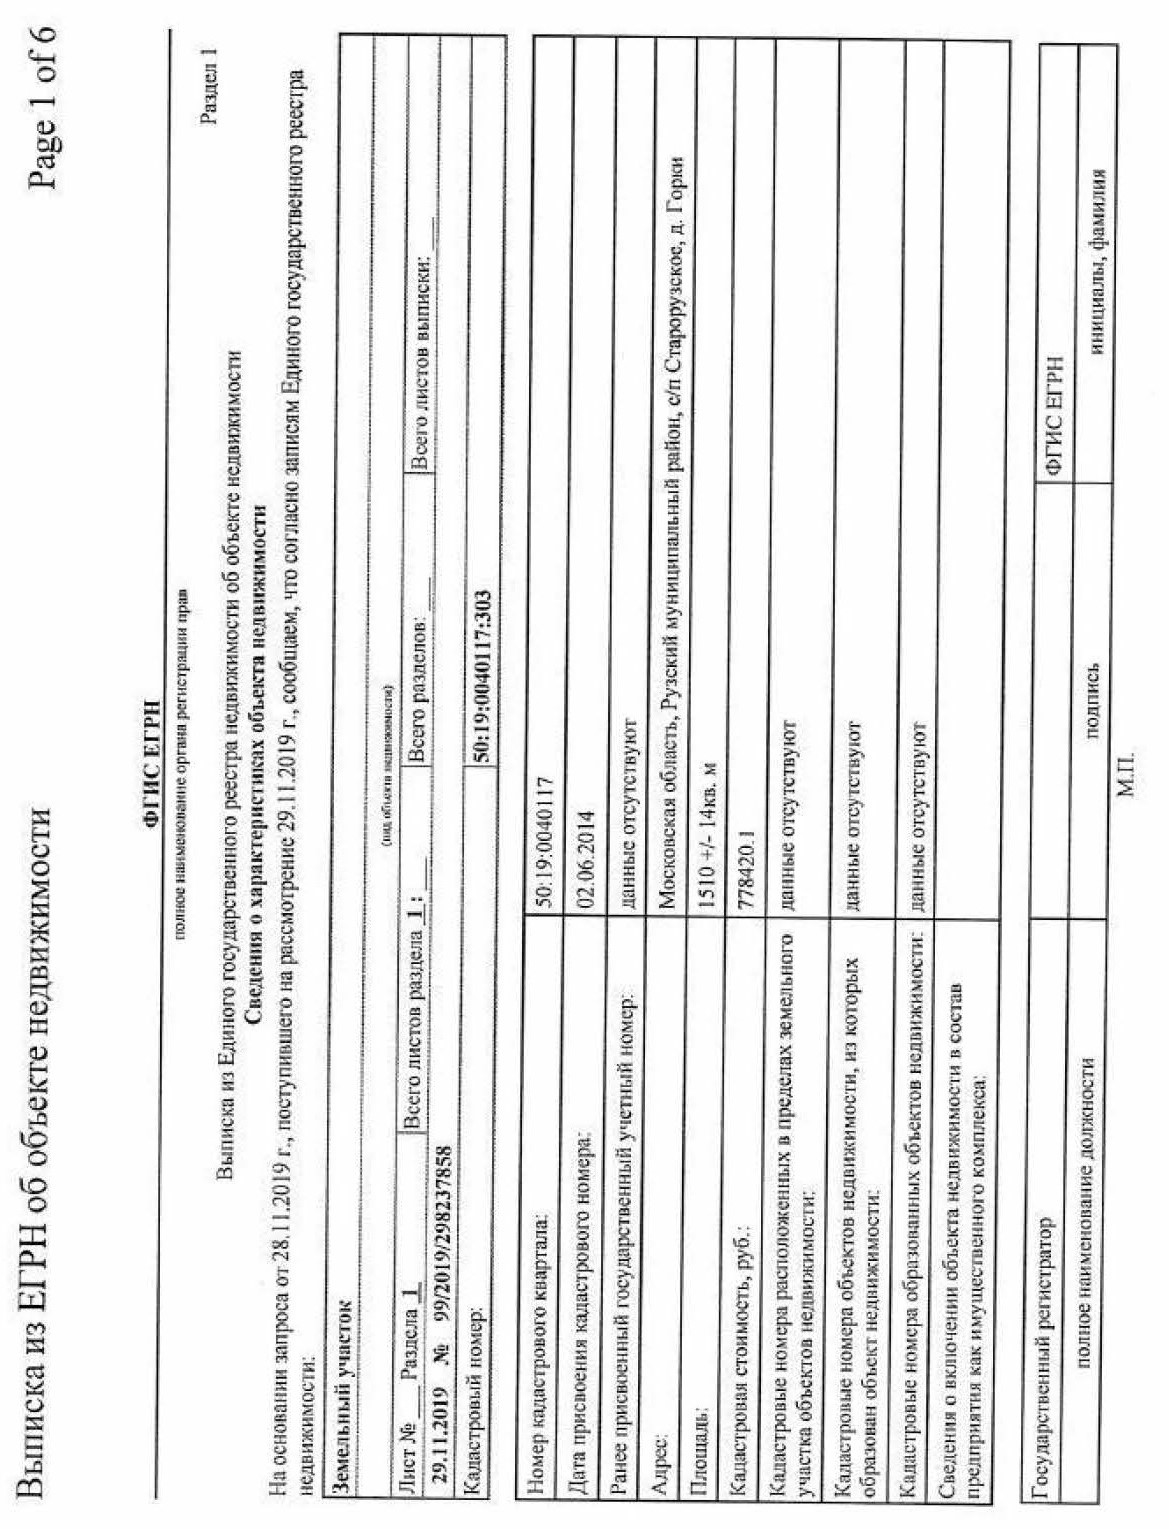 Выписка из ЕГРН об объекте недвижимости
Page 1 of 6
ФГИС ЕГРН
полное наименование органа регистрации прав
Раздел 1
Выписка из Единого государственного реестра недвижимости об объекте недвижимости
Сведения о характеристиках объекта недвижимости
На основании запроса от 28.11.2019 г., поступившего на рассмотрение 29.11.2019 г., сообщаем, что согласно записям Единого государственного реестра
недвижимости:
Земельный участок
(вид объекта недвижимости)
Лист № ___ Раздела 1 Всего листов раздела 1 : ___ Всего разделов: ___ Всего листов выписки: ___
29.11.2019 № 99/2019/298237858
Кадастровый номер: 50:19:0040117:303
Номер кадастрового квартала: 50:19:0040117
Дата присвоения кадастрового номера: 02.06.2014
Ранее присвоенный государственный учетный номер: данные отсутствуют
Адрес: Московская область, Рузский муниципальный район, с/п Старорузское, д. Горки
Площадь: 1510 +/- 14кв. м
Кадастровая стоимость, руб.: 778420.1
Кадастровые номера расположенных в пределах земельного
участка объектов недвижимости: данные отсутствуют
Кадастровые номера объектов недвижимости, из которых
образован объект недвижимости: данные отсутствуют
Кадастровые номера образованных объектов недвижимости: данные отсутствуют
Сведения о включении объекта недвижимости в состав
предприятия как имущественного комплекса:
Государственный регистратор ФГИС ЕГРН
полное наименование должности подпись инициалы, фамилия
М.П.